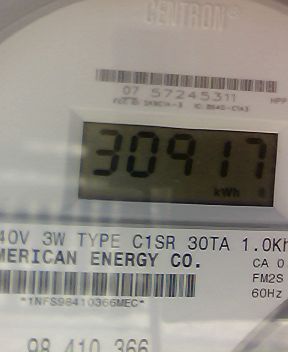 CENTRON®
07 57245311
30917
kWh
40V 3W TYPE C1SR 30TA 1.0Kh
MERICAN ENERGY CO.
CA 0
FM2S
60Hz
*1NFS98410366MEC*
98 410 366